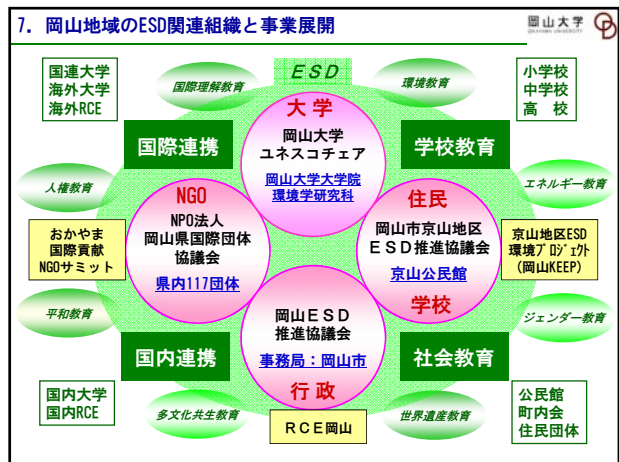 7. 岡山地域のESD関連組織と事業展開
岡山大学
OKAYAMA UNIVERSITY
国連大学
海外大学
海外RCE
国際理解教育
ESD
環境教育
小学校
中学校
高 校
国際連携
大学
岡山大学
ユネスコチェア
岡山大学大学院
環境学研究科
学校教育
人権教育
エネルギー教育
NGO
NPO法人
岡山県国際団体
協議会
県内117団体
住民
岡山市京山地区
ESD推進協議会
京山公民館
学校
おかやま
国際貢献
NGOサミット
京山地区ESD
環境プロジェクト
(岡山KEEP)
平和教育
ジェンダー教育
岡山ESD
推進協議会
事務局：岡山市
行政
国内連携
社会教育
国内大学
国内RCE
多文化共生教育
RCE岡山
世界遺産教育
公民館
町内会
住民団体